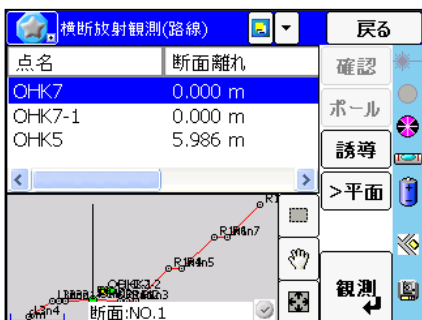 横断放射観測(路線)
戻る
点名 断面離れ
確認
OHK7 0.000 m
OHK7-1 0.000 m
ポール
OHK5 5.986 m
誘導
>平面
観測
断面:NO.1